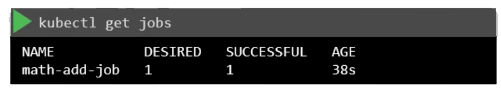 kubectl get jobs
NAME DESIRED SUCCESSFUL AGE
math-add-job 1 1 38s